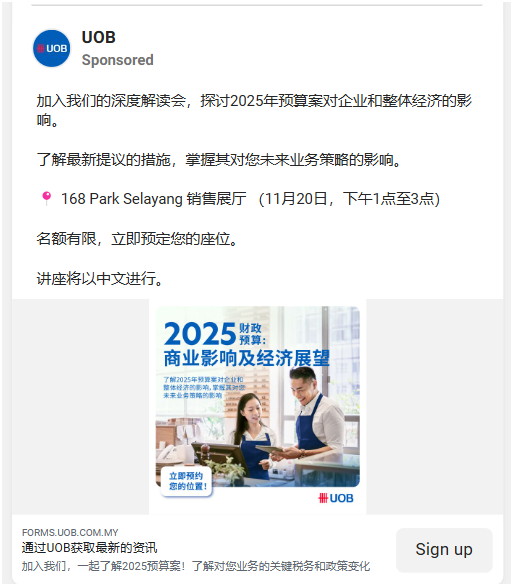 UOB
UOB
Sponsored
加入我们的深度解读会，探讨2025年预算案对企业和整体经济的影
响。
了解最新提议的措施，掌握其对您未来业务策略的影响。
168 Park Selayang 销售展厅 （11月20日，下午1点至3点）
名额有限，立即预定您的座位。
讲座将以中文进行。
2025 财政
预算：
商业影响及经济展望
了解2025年预算案对企业和
整体经济的影响，掌握其对您
未来业务策略的影响
立即预约
您的位置！
UOB
FORMS.UOB.COM.MY
通过UOB获取最新的资讯
加入我们，一起了解2025预算案！了解对您业务的关键税务和政策变化
Sign up